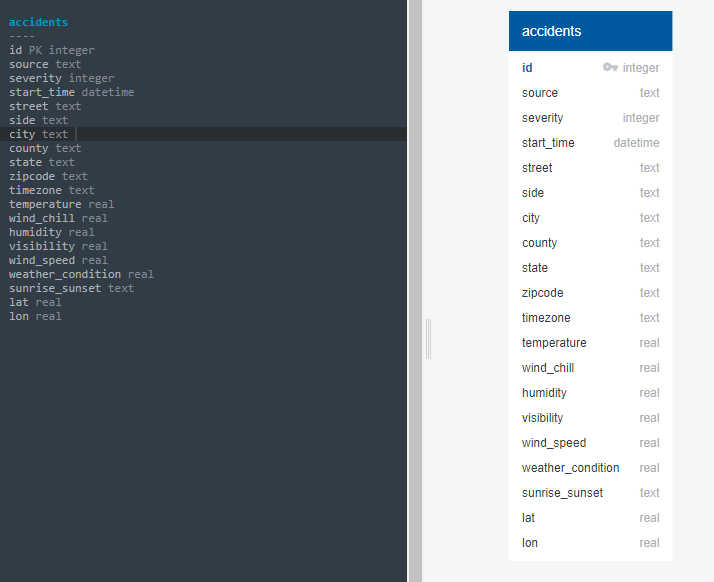 accidents
----
id PK integer
source text
severity integer
start_time datetime
street text
side text
city text
county text
state text
zipcode text
timezone text
temperature real
wind_chill real
humidity real
visibility real
wind_speed real
weather_condition real
sunrise_sunset text
lat real
lon real
accidents
id integer
source text
severity integer
start_time datetime
street text
side text
city text
county text
state text
zipcode text
timezone text
temperature real
wind_chill real
humidity real
visibility real
wind_speed real
weather_condition real
sunrise_sunset text
lat real
lon real